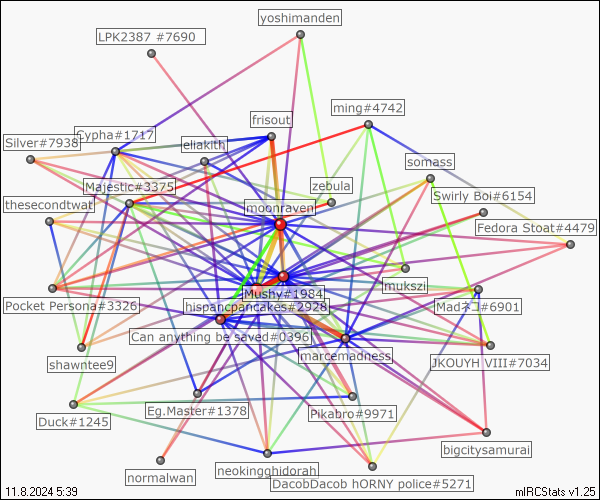 yoshimanden
LPK2387 #7690
ming#4742
frisout
Cypha#1717
Silver#7938
eliakith
somass
Majestic#3375
zebula
Swirly Boi#6154
thesecondtwat
moonraven
Fedora Stoat#4479
mukszi
Mushy#1984
Pocket Persona#3326
hispancpancakes#2928
Madネコ#6901
Can anything be saved#0396
marcemadness
shawntee9
JKOUYH VIII#7034
Duck#1245
Eg.Master#1378
Pikabro#9971
bigcitysamurai
normalwan
neokingghidorah
DacobDacob hORNY police#5271
11.8.2024 5:39
mIRCStats v1.25